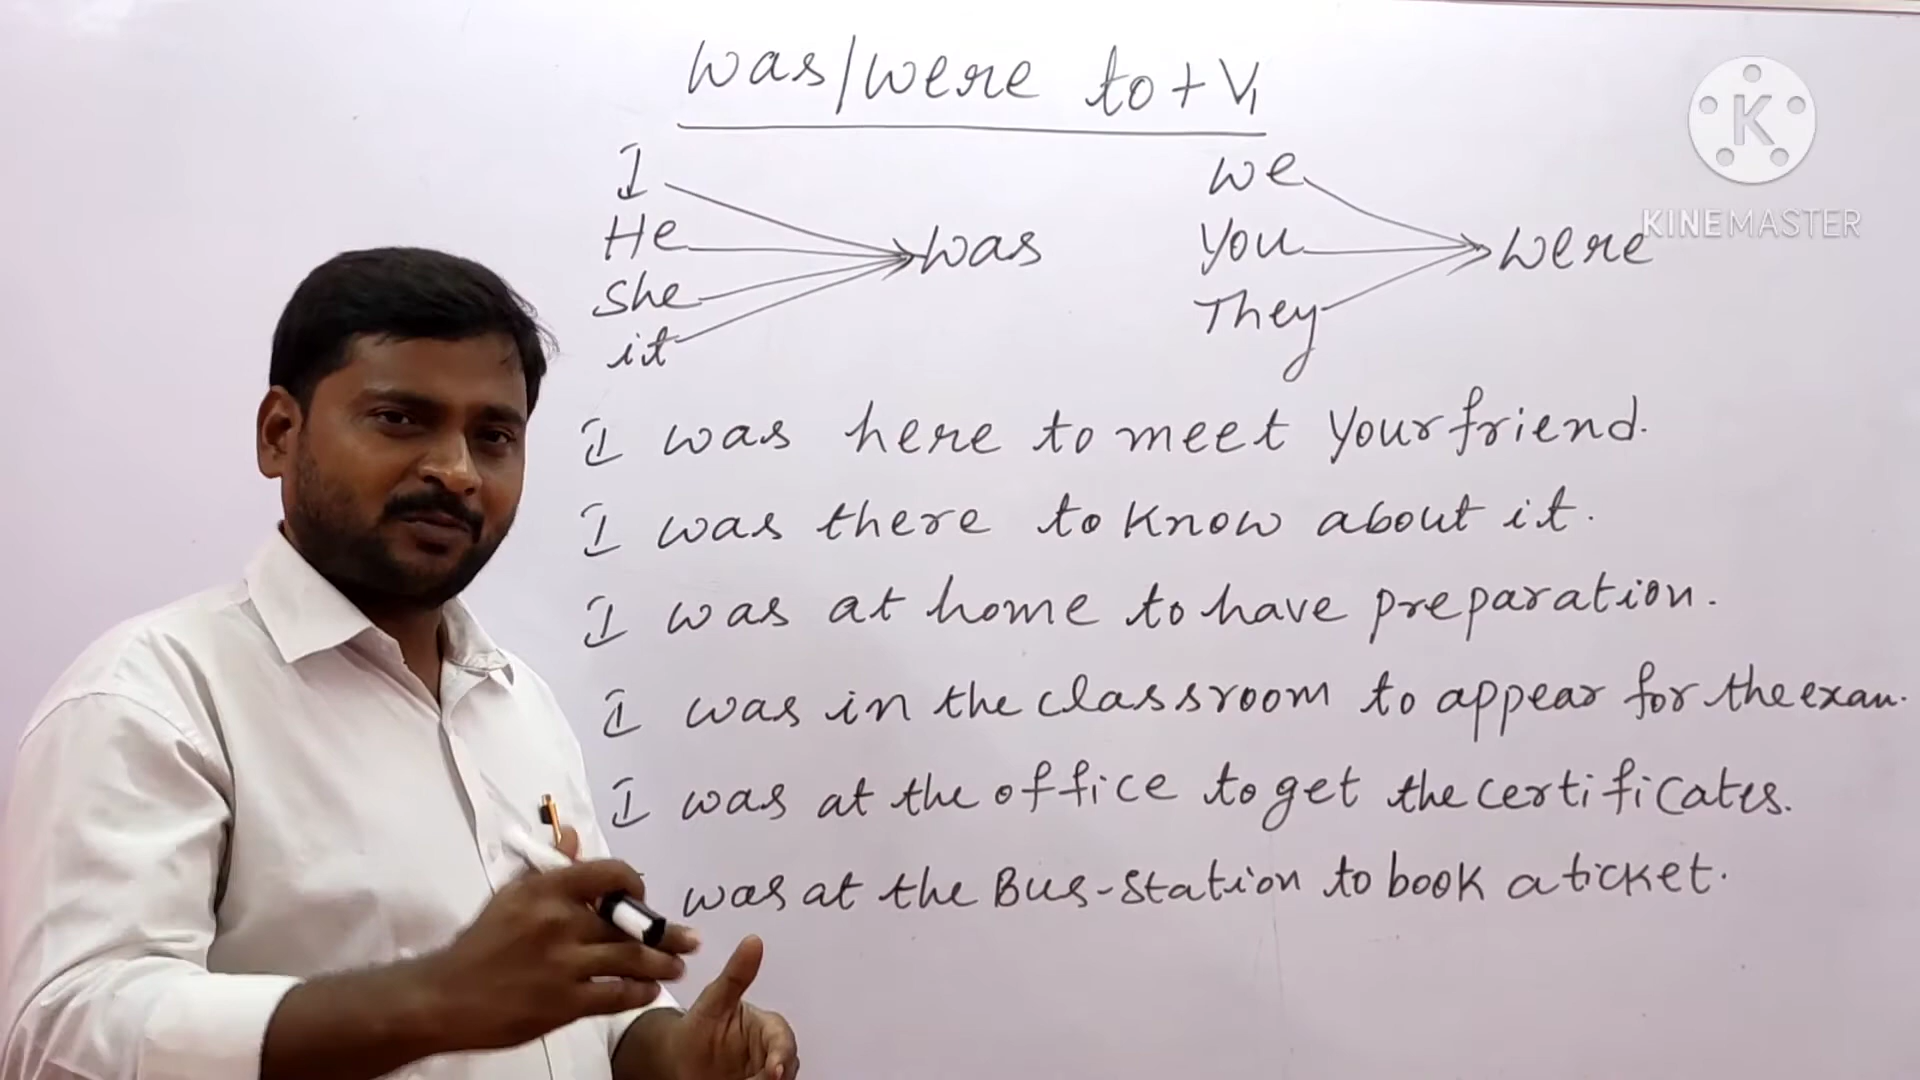 was/were to + V1
I
He
She
it
was
we
You
They
were
K
KINEMASTER
I was here to meet your friend.
I was there to know about it.
I was at home to have preparation.
I was in the classroom to appear for the exam.
I was at the office to get the certificates.
was at the Bus-station to book a ticket.